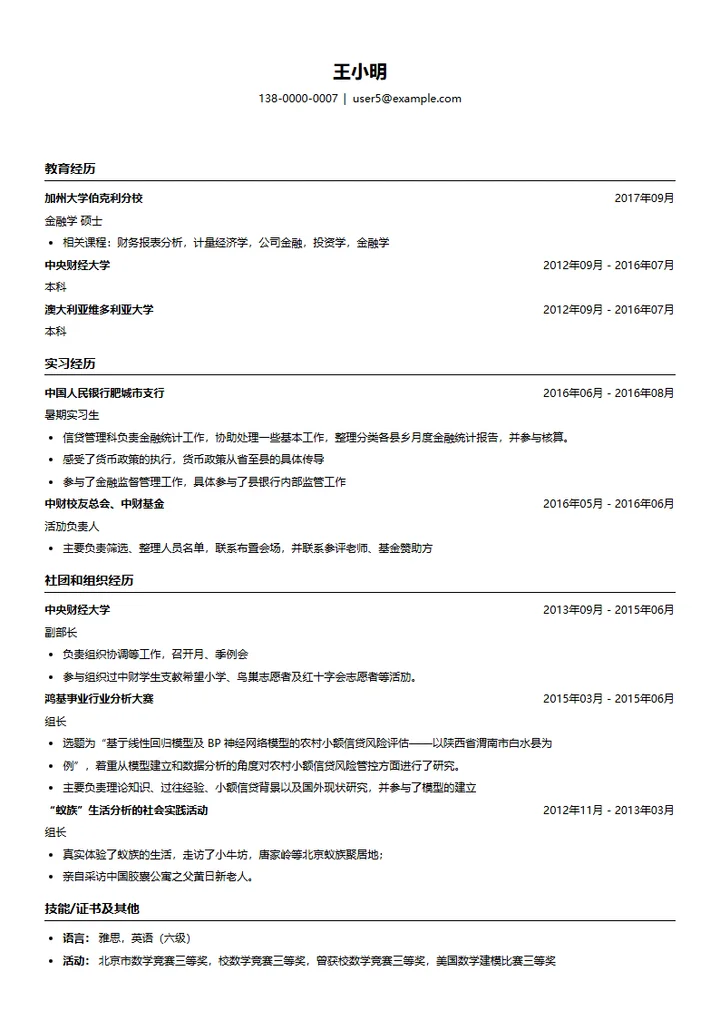 王小明
138-0000-0007 | user5@example.com
教育经历
加州大学伯克利分校 2017年09月
金融学 硕士
• 相关课程：财务报表分析，计量经济学，公司金融，投资学，金融学
中央财经大学 2012年09月 - 2016年07月
本科
澳大利亚维多利亚大学 2012年09月 - 2016年07月
本科
实习经历
中国人民银行肥城市支行 2016年06月 - 2016年08月
暑期实习生
• 信贷管理科负责金融统计工作，协助处理一些基本工作，整理分类各县乡月度金融统计报告，并参与核算。
• 感受了货币政策的执行，货币政策从省至县的具体传导
• 参与了金融监督管理工作，具体参与了县银行内部监管工作
中财校友总会、中财基金 2016年05月 - 2016年06月
活动负责人
• 主要负责筛选、整理人员名单，联系布置会场，并联系参评老师、基金赞助方
社团和组织经历
中央财经大学 2013年09月 - 2015年06月
副部长
• 负责组织协调等工作，召开月、季例会
• 参与组织过中财学生支教希望小学、鸟巢志愿者及红十字会志愿者等活动。
鸿基事业行业分析大赛 2015年03月 - 2015年06月
组长
• 选题为“基于线性回归模型及 BP 神经网络模型的农村小额信贷风险评估——以陕西省渭南市白水县为
• 例”，着重从模型建立和数据分析的角度对农村小额信贷风险管控方面进行了研究。
• 主要负责理论知识、过往经验、小额信贷背景以及国外现状研究，并参与了模型的建立
“蚁族”生活分析的社会实践活动 2012年11月 - 2013年03月
组长
• 真实体验了蚁族的生活，走访了小牛坊，唐家岭等北京蚁族聚居地；
• 亲自采访中国胶囊公寓之父黄日新老人。
技能/证书及其他
• 语言： 雅思，英语（六级）
• 活动： 北京市数学竞赛三等奖，校数学竞赛三等奖，曾获校数学竞赛三等奖，美国数学建模比赛三等奖